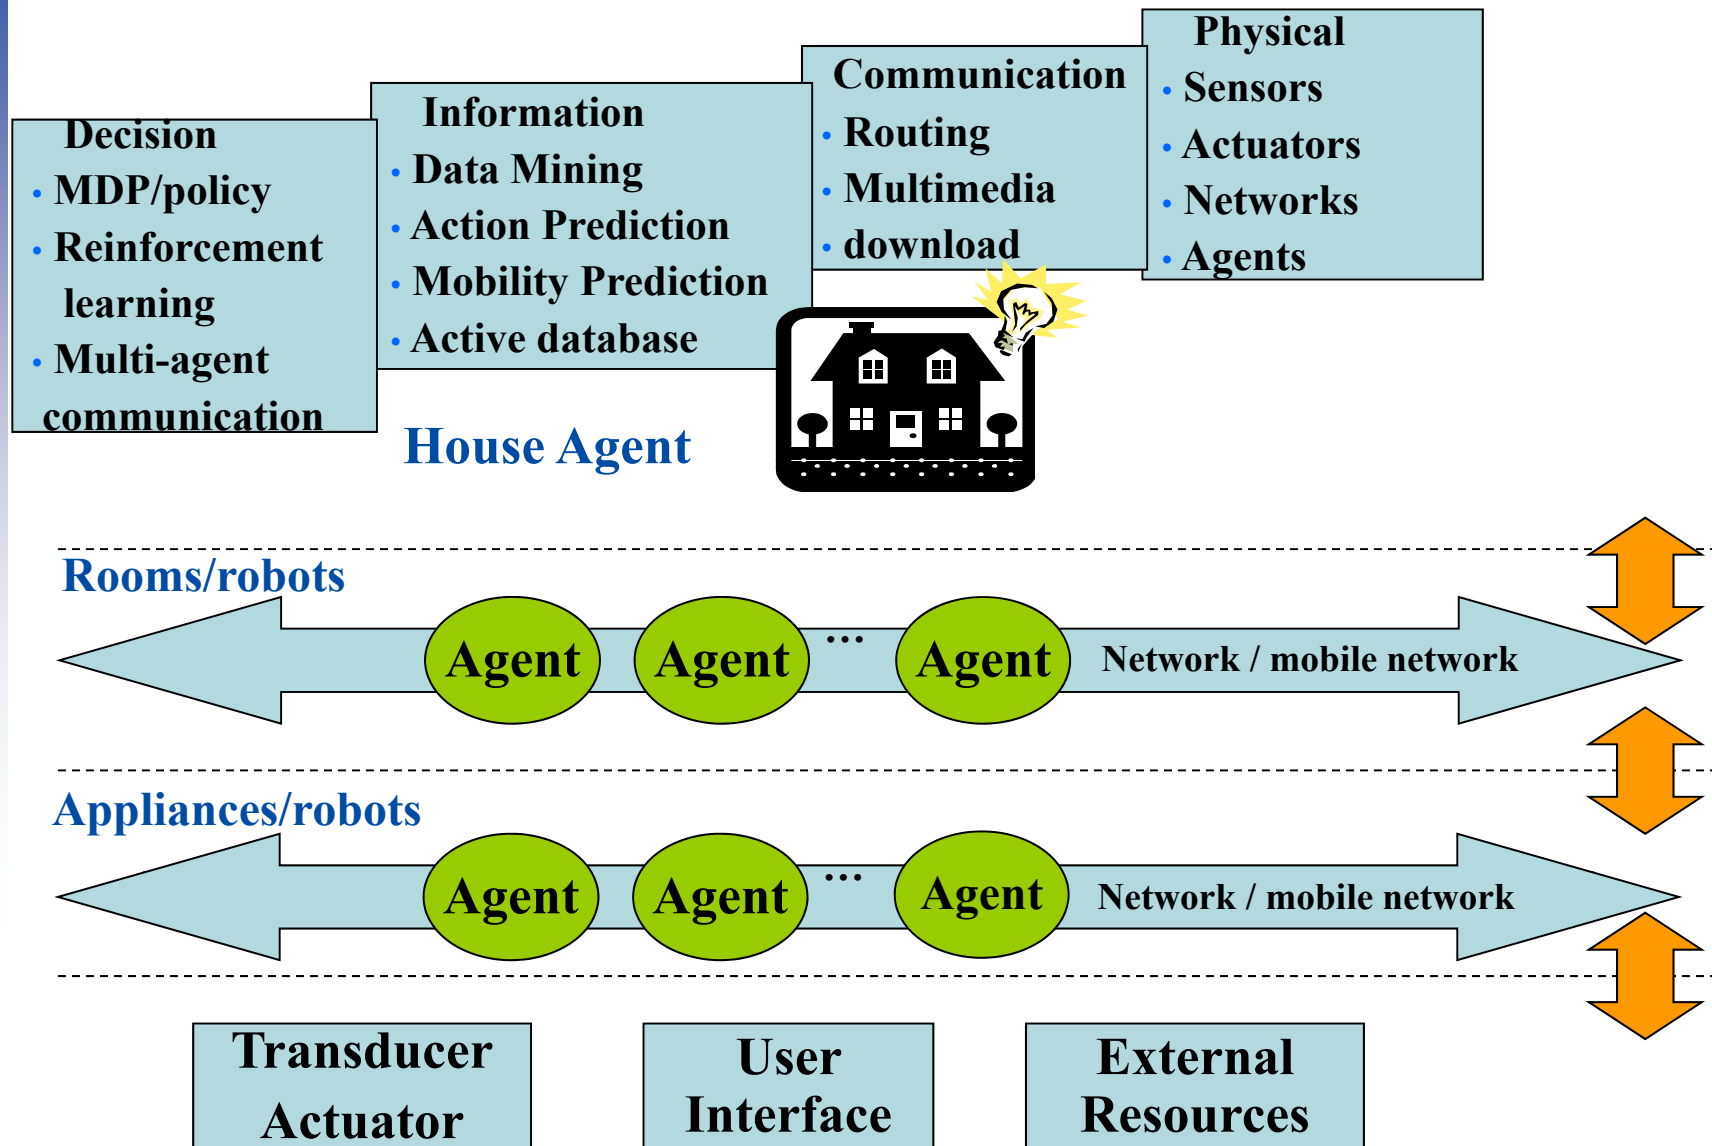 Decision
• MDP/policy
• Reinforcement
learning
• Multi-agent
communication
Information
• Data Mining
• Action Prediction
• Mobility Prediction
• Active database
Communication
• Routing
• Multimedia
• download
Physical
• Sensors
• Actuators
• Networks
• Agents
House Agent
Rooms/robots
Agent Agent ... Agent Network / mobile network
Appliances/robots
Agent Agent ... Agent Network / mobile network
Transducer
Actuator
User
Interface
External
Resources